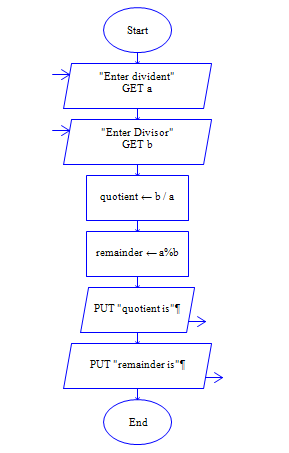 Start
"Enter divident"
GET a
"Enter Divisor"
GET b
quotient ← b / a
remainder ← a%b
PUT "quotient is"¶
PUT "remainder is"¶
End